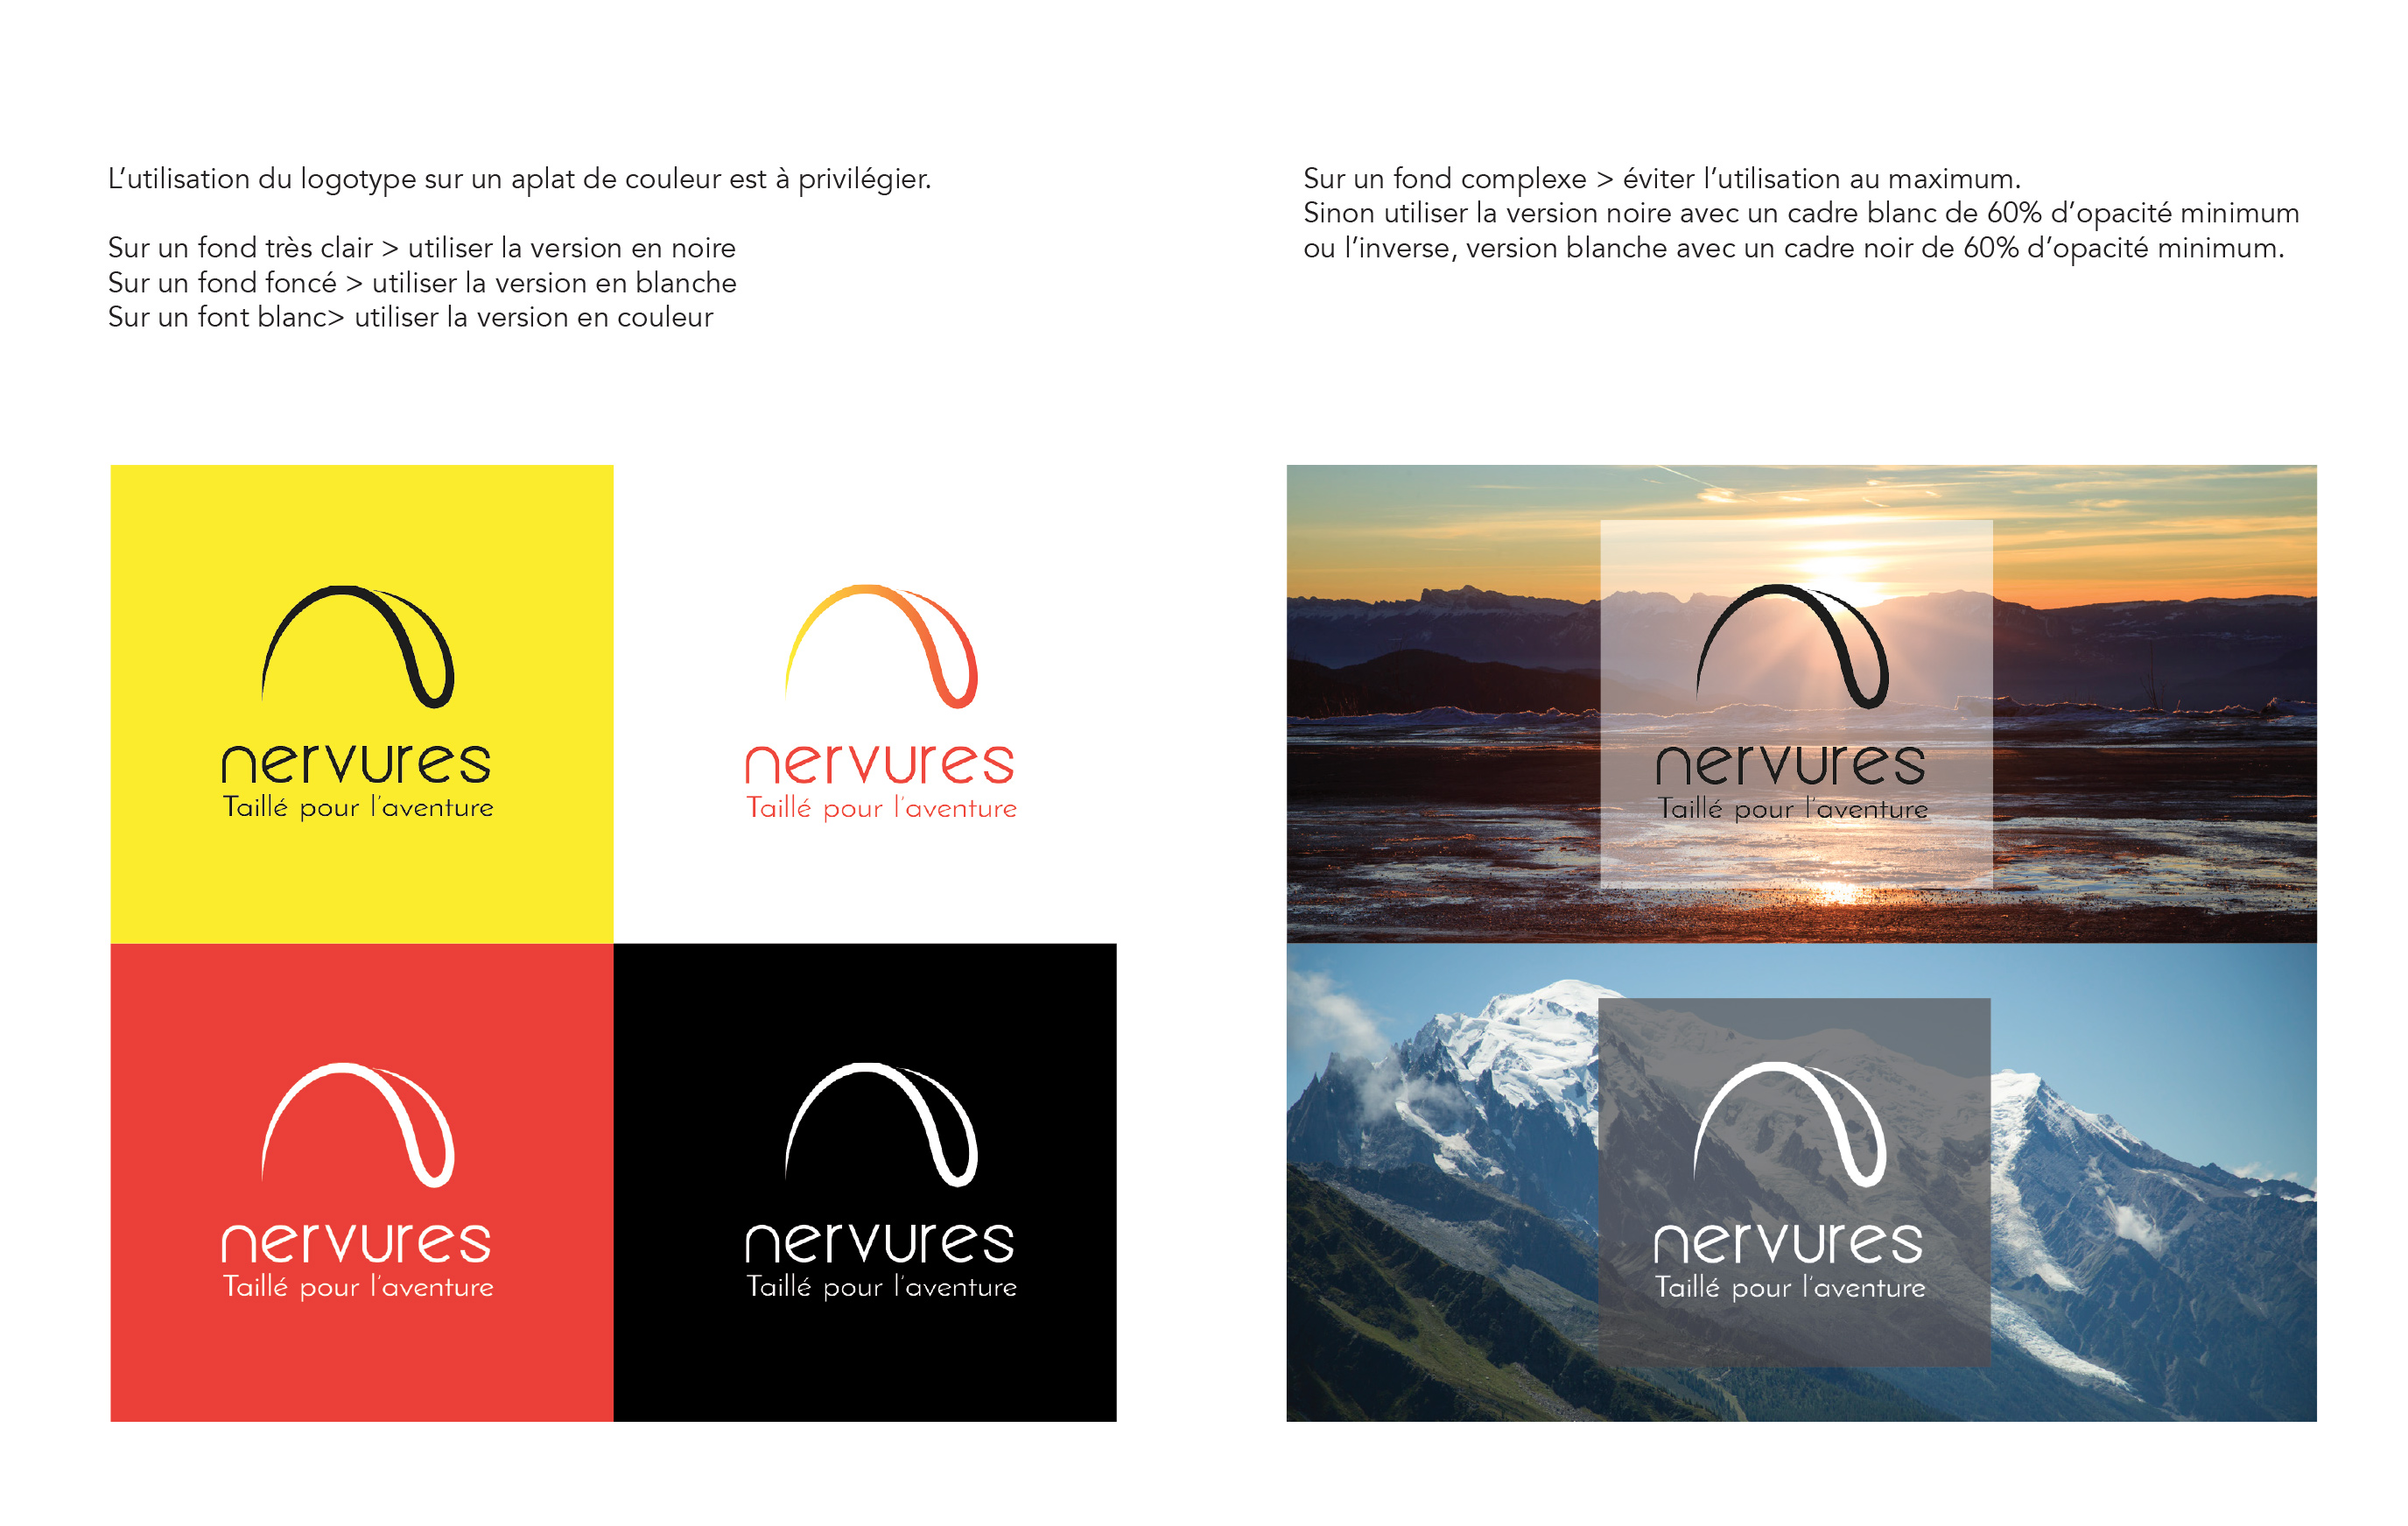 L’utilisation du logotype sur un aplat de couleur est à privilégier.
Sur un fond très clair > utiliser la version en noire
Sur un fond foncé > utiliser la version en blanche
Sur un font blanc> utiliser la version en couleur
Sur un fond complexe > éviter l’utilisation au maximum.
Sinon utiliser la version noire avec un cadre blanc de 60% d’opacité minimum
ou l’inverse, version blanche avec un cadre noir de 60% d’opacité minimum.
nervures
Taillé pour l’aventure
nervures
Taillé pour l’aventure
nervures
Taillé pour l’aventure
nervures
Taillé pour l’aventure
nervures
Taillé pour l’aventure
nervures
Taillé pour l’aventure